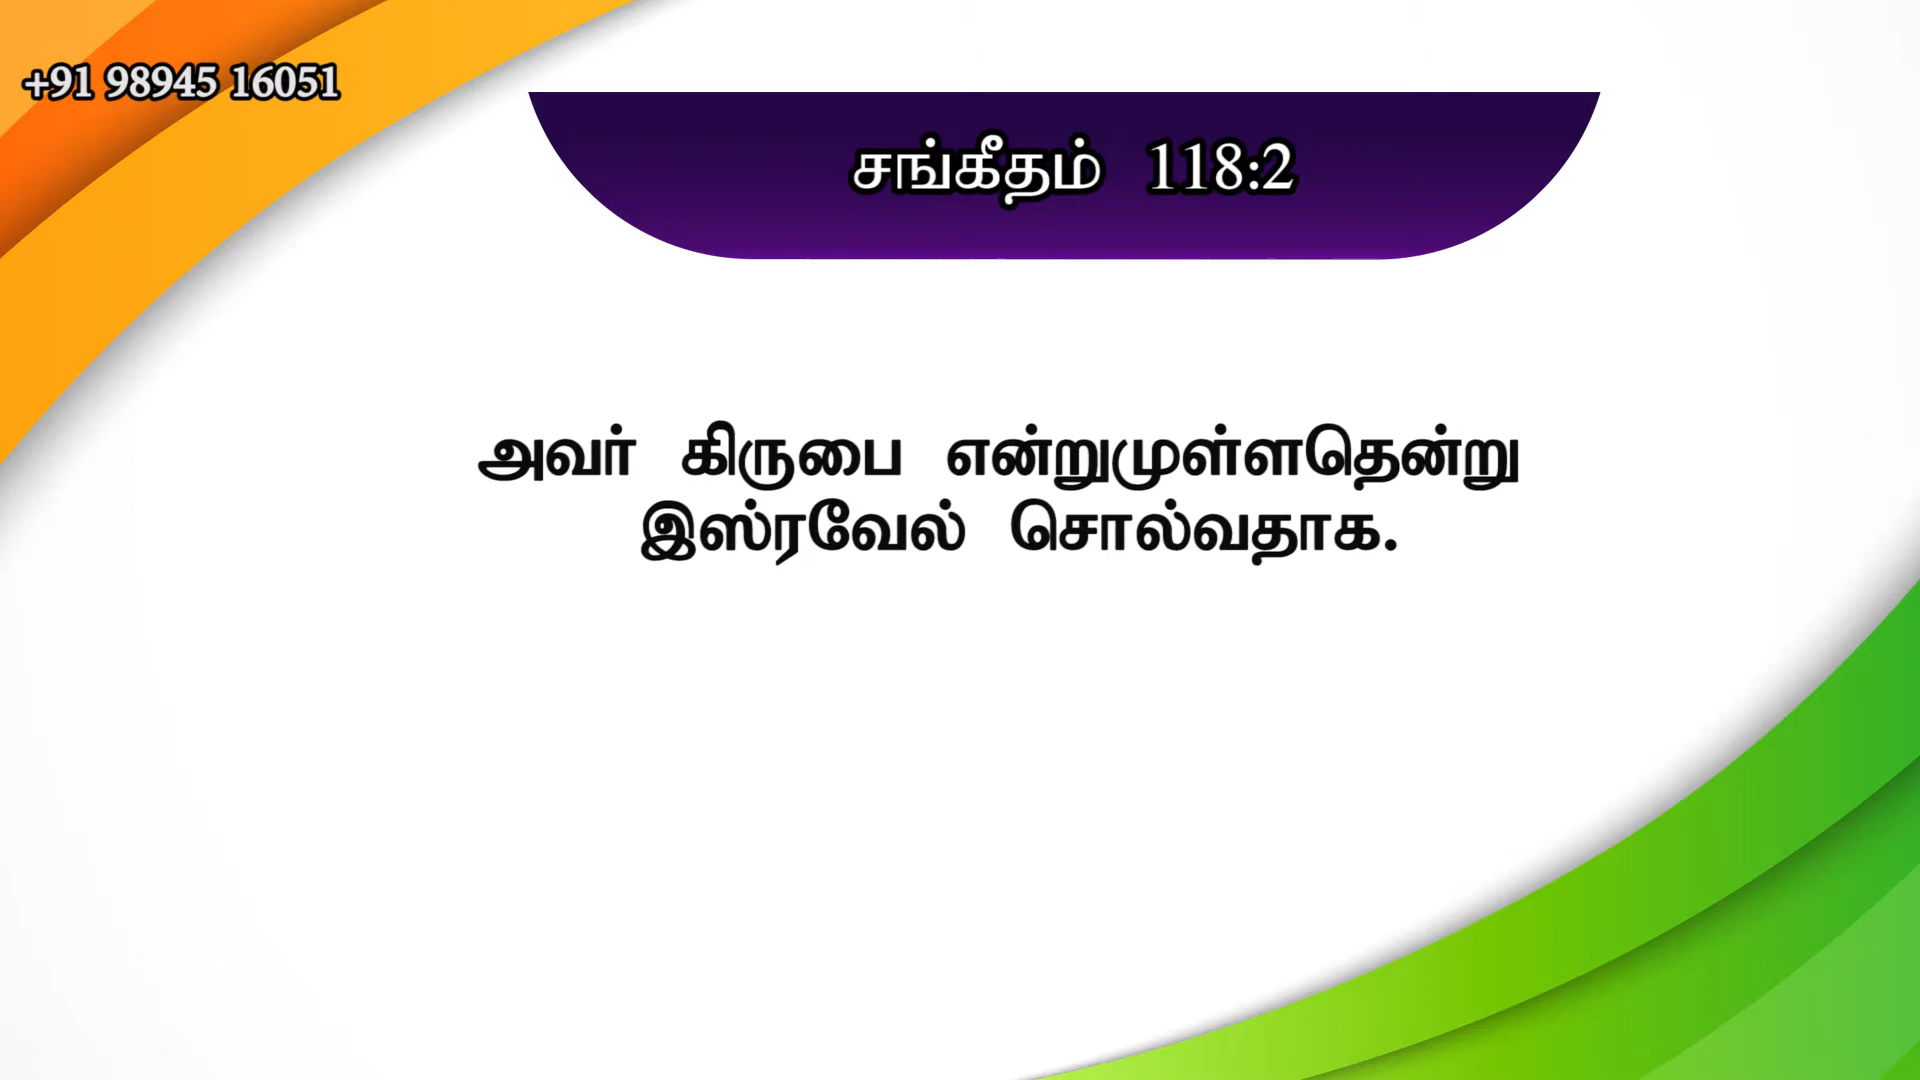 +91 98945 16051
சங்கீதம் 118:2
அவர் கிருபை என்றுமுள்ளதென்று
இஸ்ரவேல் சொல்வதாக.